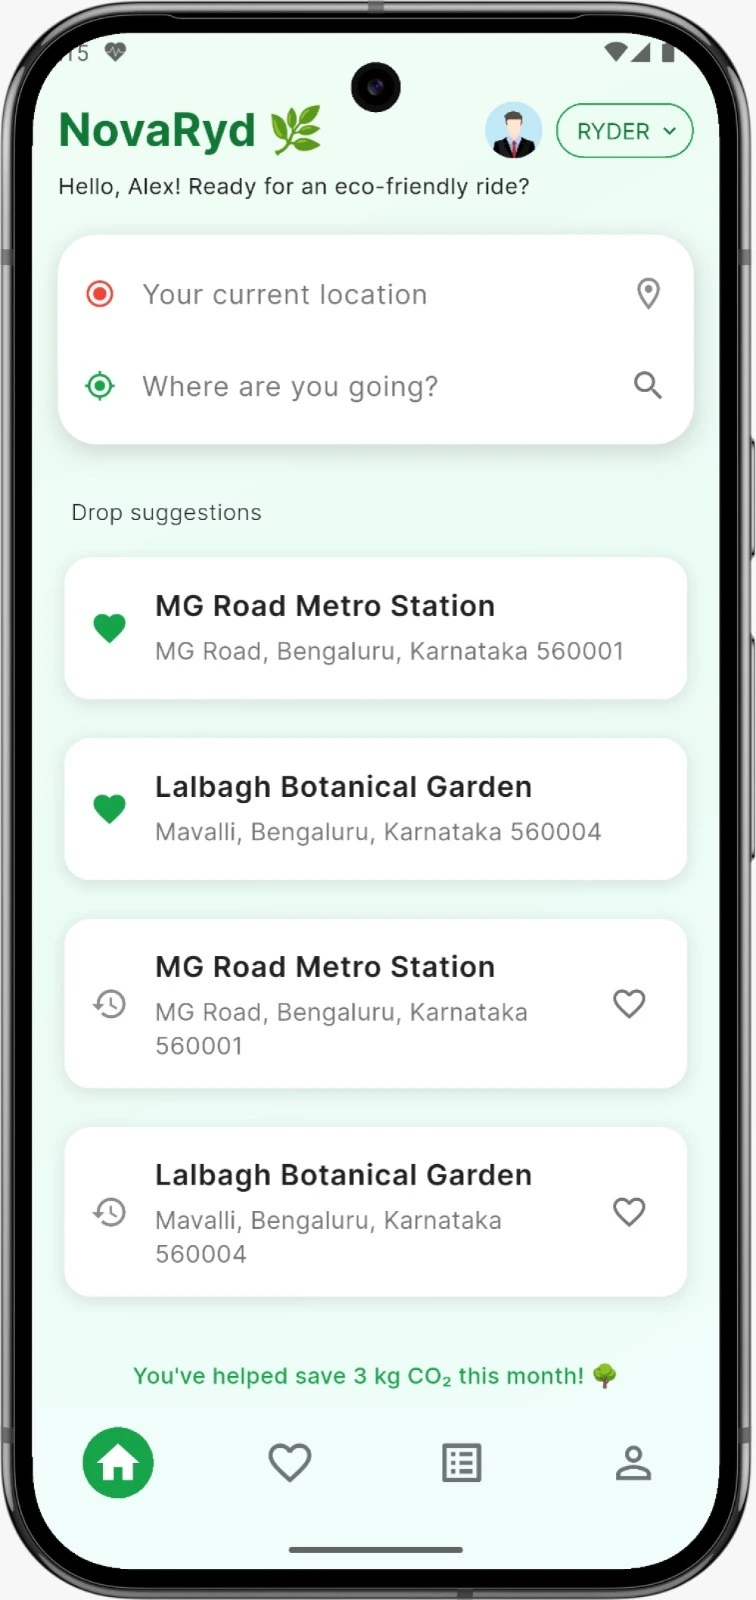 15
NovaRyd
RYDER
Hello, Alex! Ready for an eco-friendly ride?
Your current location
Where are you going?
Drop suggestions
MG Road Metro Station
MG Road, Bengaluru, Karnataka 560001
Lalbagh Botanical Garden
Mavalli, Bengaluru, Karnataka 560004
MG Road Metro Station
MG Road, Bengaluru, Karnataka
560001
Lalbagh Botanical Garden
Mavalli, Bengaluru, Karnataka
560004
You've helped save 3 kg CO₂ this month!